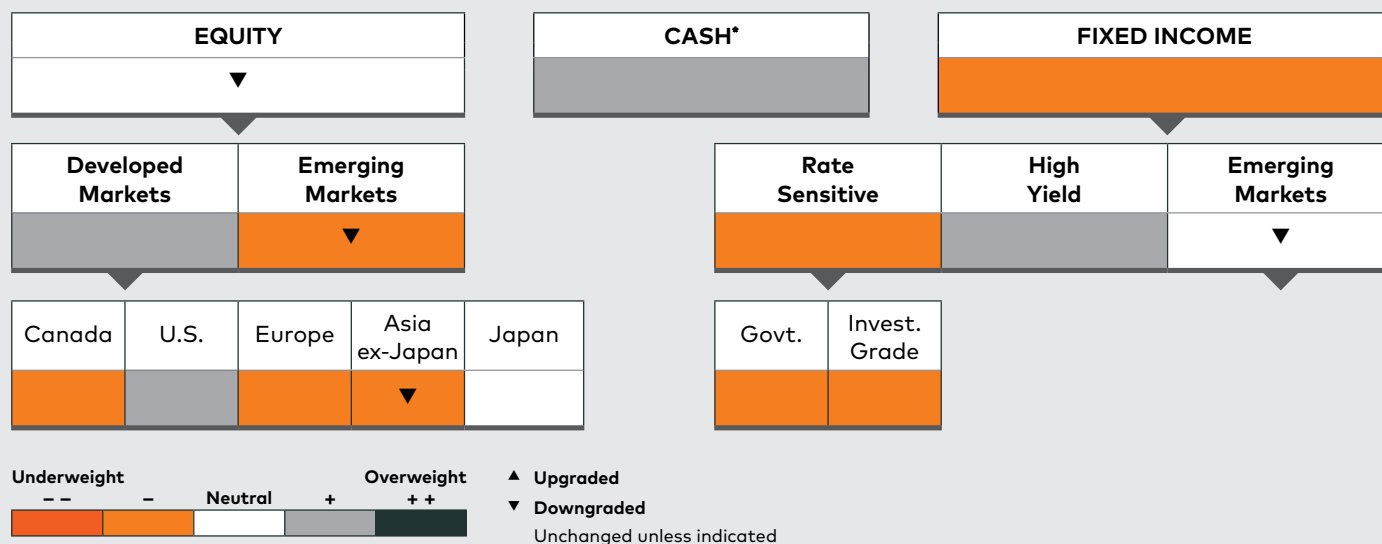 EQUITY
CASH*
FIXED INCOME
▼
Developed
Markets
Emerging
Markets
Rate
Sensitive
High
Yield
Emerging
Markets
▼
▼
Canada
U.S.
Europe
Asia
ex-Japan
Japan
Govt.
Invest.
Grade
▼
Underweight
Overweight
– –
–
Neutral
+
+ +
▲ Upgraded
▼ Downgraded
Unchanged unless indicated